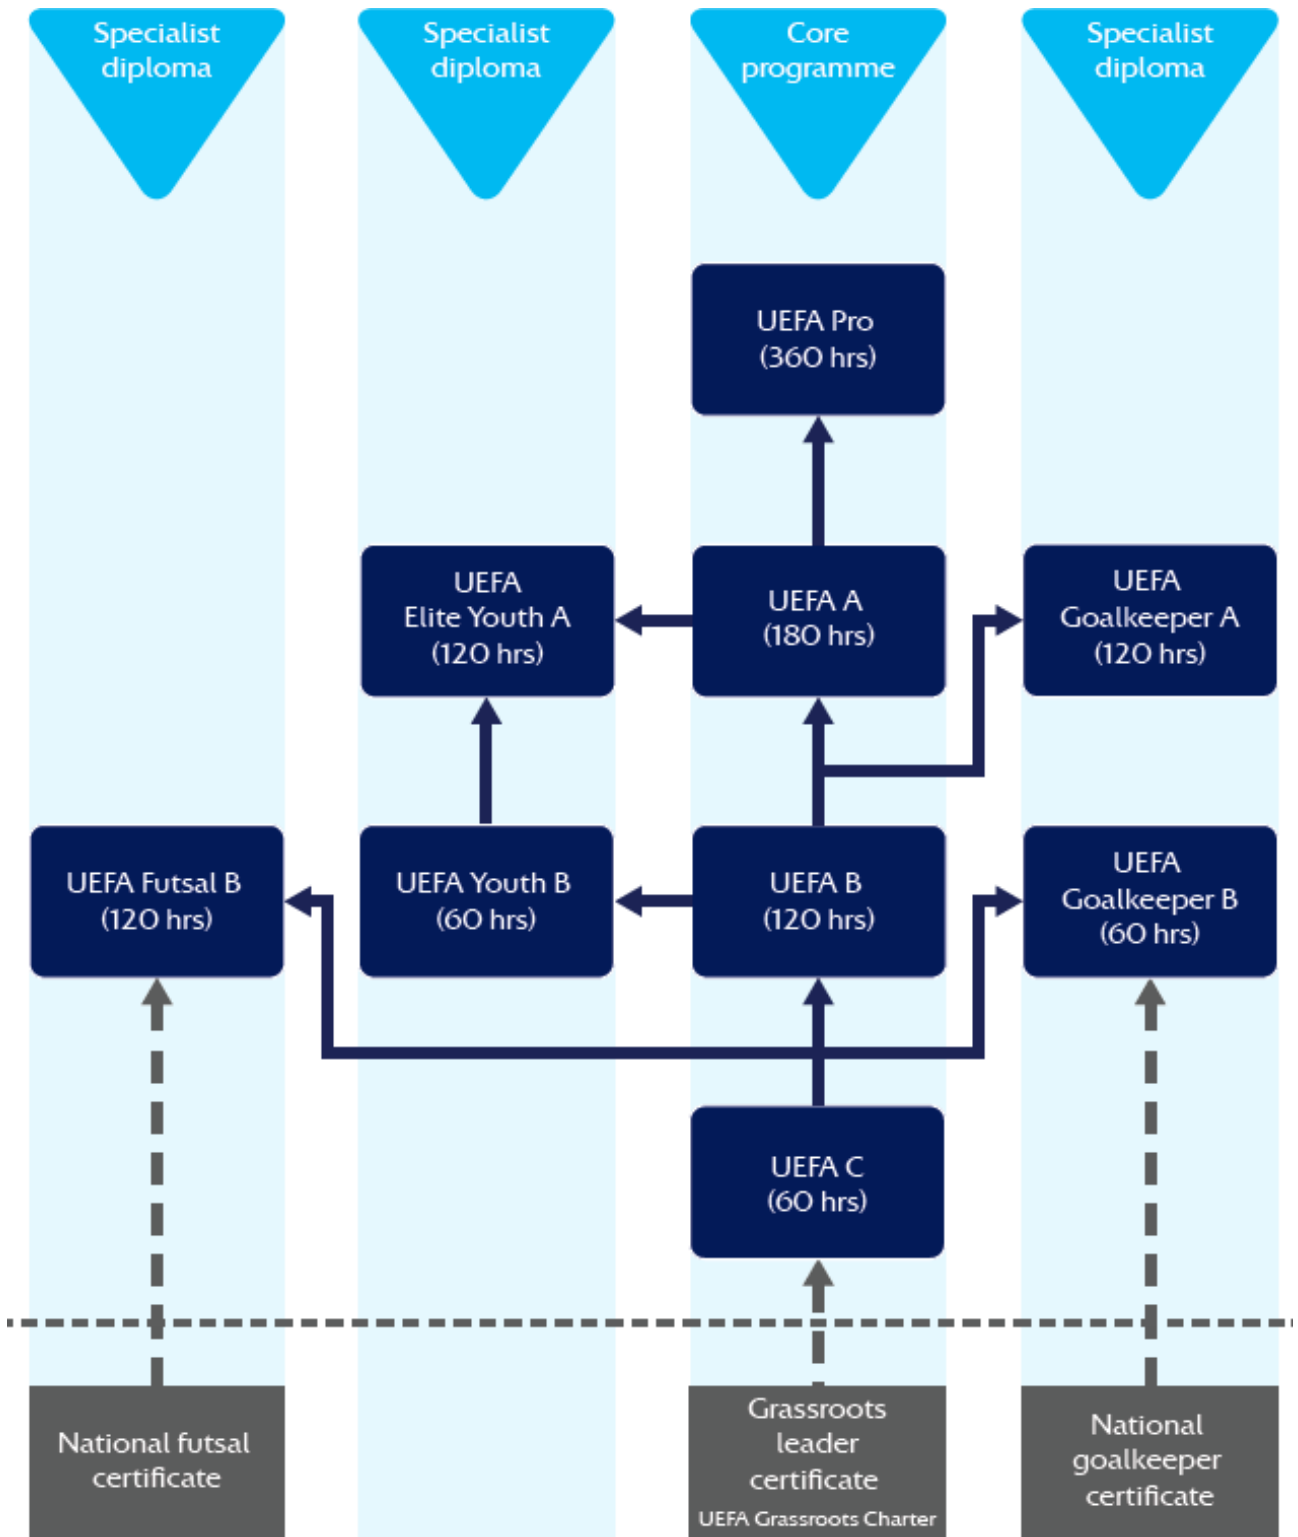 Specialist
diploma
Specialist
diploma
Core
programme
Specialist
diploma
UEFA Pro
(360 hrs)
UEFA
Elite Youth A
(120 hrs)
UEFA A
(180 hrs)
UEFA
Goalkeeper A
(120 hrs)
UEFA Futsal B
(120 hrs)
UEFA Youth B
(60 hrs)
UEFA B
(120 hrs)
UEFA
Goalkeeper B
(60 hrs)
UEFA C
(60 hrs)
National futsal
certificate
Grassroots
leader
certificate
UEFA Grassroots Charter
National
goalkeeper
certificate